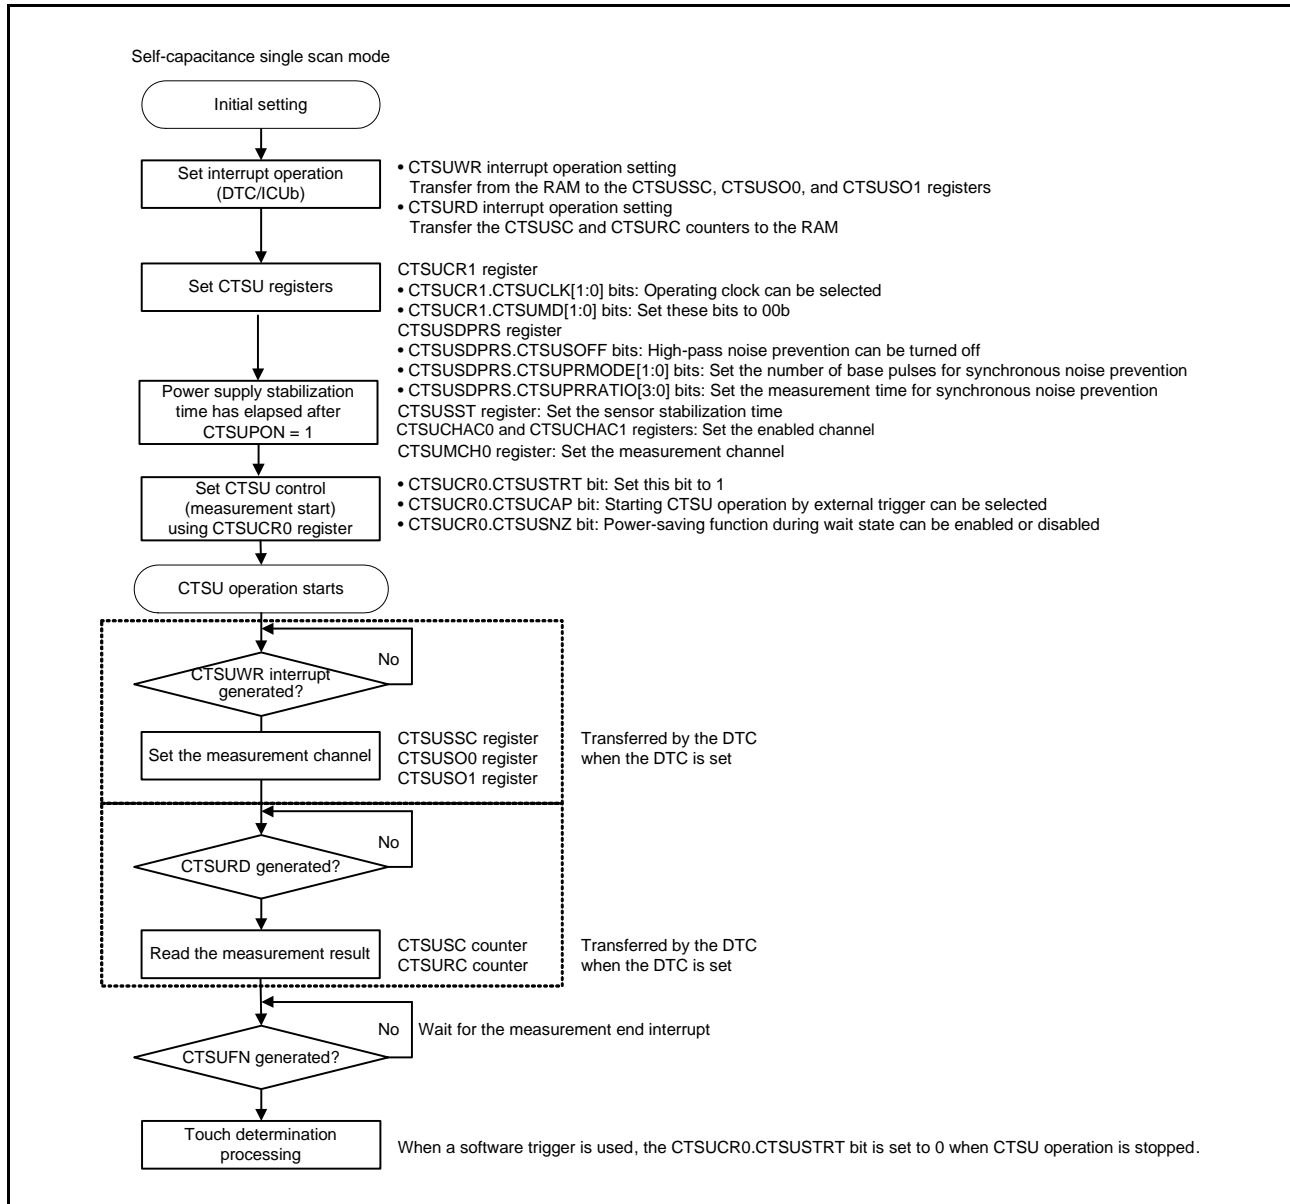 Self-capacitance single scan mode
Initial setting
Set interrupt operation
(DTC/ICUb)
• CTSUWR interrupt operation setting
Transfer from the RAM to the CTSUSSC, CTSUSO0, and CTSUSO1 registers
• CTSURD interrupt operation setting
Transfer the CTSUSC and CTSURC counters to the RAM
Set CTSU registers
CTSUCR1 register
• CTSUCR1.CTSUCLK[1:0] bits: Operating clock can be selected
• CTSUCR1.CTSUMD[1:0] bits: Set these bits to 00b
CTSUSDPRS register
• CTSUSDPRS.CTSUSOFF bits: High-pass noise prevention can be turned off
• CTSUSDPRS.CTSUPRMODE[1:0] bits: Set the number of base pulses for synchronous noise prevention
• CTSUSDPRS.CTSUPRRATIO[3:0] bits: Set the measurement time for synchronous noise prevention
CTSUSST register: Set the sensor stabilization time
CTSUCHAC0 and CTSUCHAC1 registers: Set the enabled channel
CTSUMCH0 register: Set the measurement channel
Power supply stabilization
time has elapsed after
CTSUPON = 1
Set CTSU control
(measurement start)
using CTSUCR0 register
• CTSUCR0.CTSUSTRT bit: Set this bit to 1
• CTSUCR0.CTSUCAP bit: Starting CTSU operation by external trigger can be selected
• CTSUCR0.CTSUSNZ bit: Power-saving function during wait state can be enabled or disabled
CTSU operation starts
CTSUWR interrupt
generated?
No
Set the measurement channel
CTSUSSC register
CTSUSO0 register
CTSUSO1 register
Transferred by the DTC
when the DTC is set
CTSURD generated?
No
Read the measurement result
CTSUSC counter
CTSURC counter
Transferred by the DTC
when the DTC is set
CTSUFN generated?
No
Wait for the measurement end interrupt
Touch determination
processing
When a software trigger is used, the CTSUCR0.CTSUSTRT bit is set to 0 when CTSU operation is stopped.